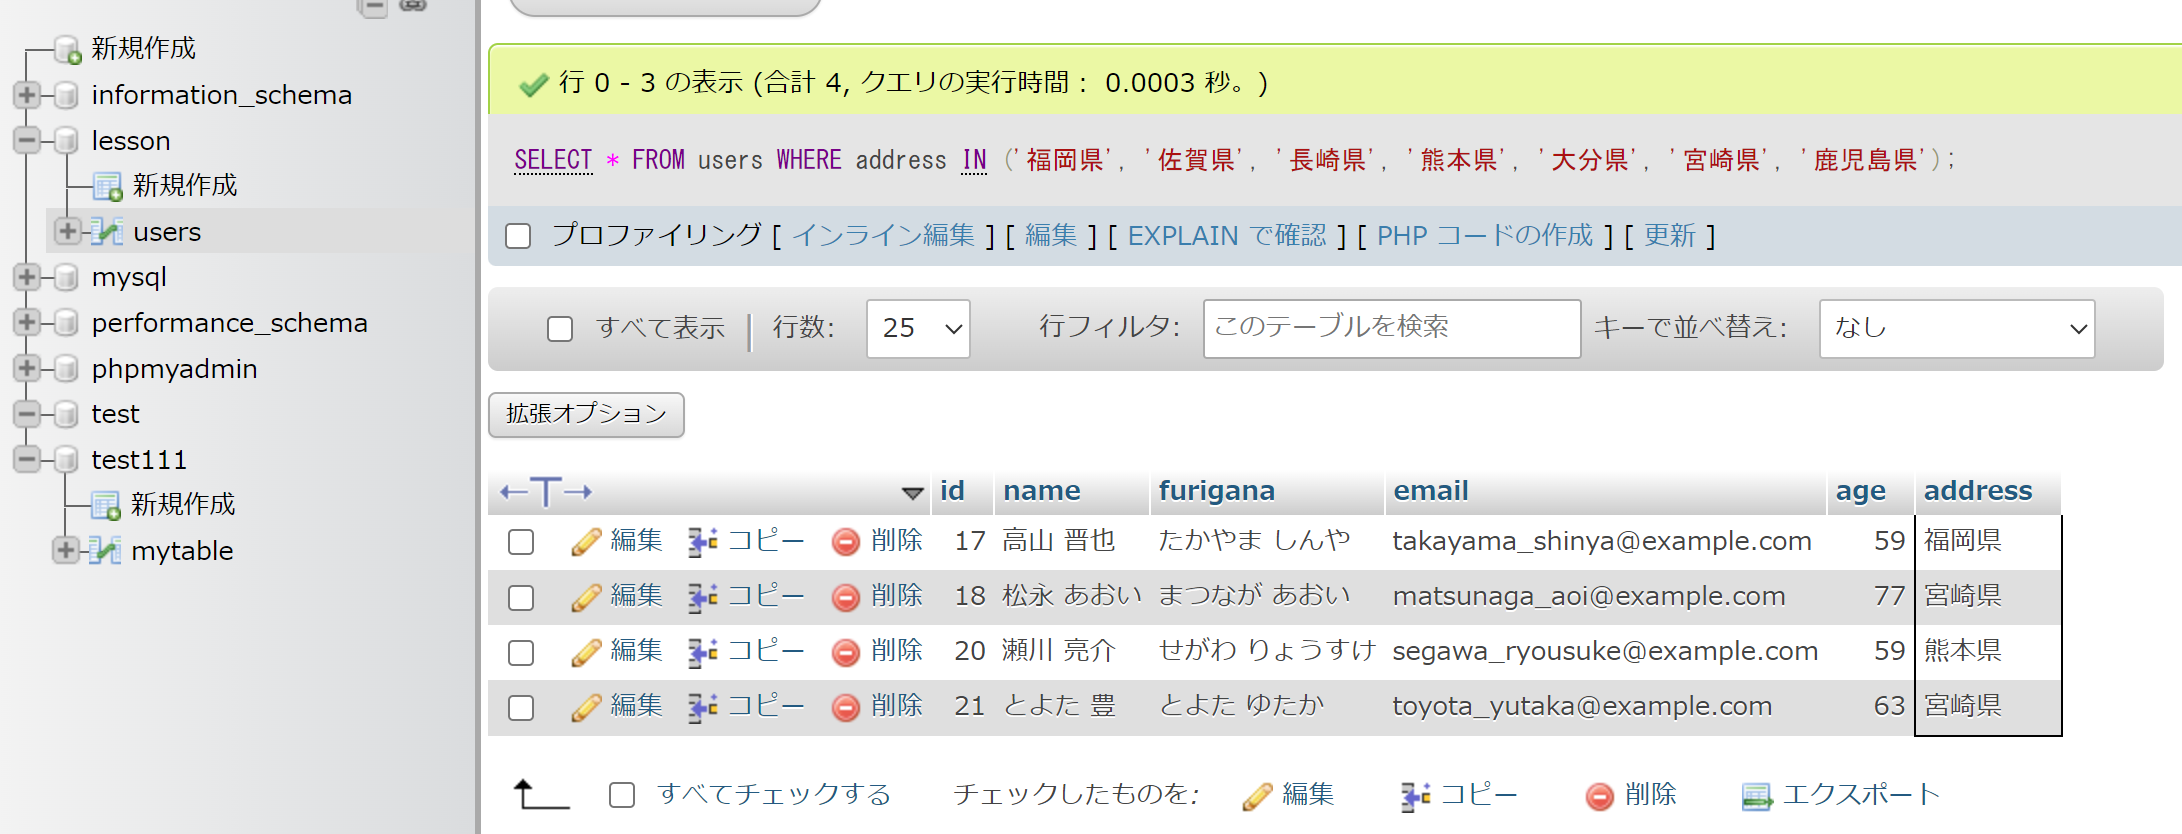 新規作成
information_schema
lesson
新規作成
users
mysql
performance_schema
phpmyadmin
test
test111
新規作成
mytable
行 0 - 3 の表示 (合計 4, クエリの実行時間： 0.0003 秒。)
SELECT * FROM users WHERE address IN ('福岡県', '佐賀県', '長崎県', '熊本県', '大分県', '宮崎県', '鹿児島県');
プロファイリング [ インライン編集 ] [ 編集 ] [ EXPLAIN で確認 ] [ PHP コードの作成 ] [ 更新 ]
すべて表示 行数: 25 行フィルタ: このテーブルを検索 キーで並べ替え: なし
拡張オプション
←T→ id name furigana email age address
編集 コピー 削除 17 高山 晋也 たかやま しんや takayama_shinya@example.com 59 福岡県
編集 コピー 削除 18 松永 あおい まつなが あおい matsunaga_aoi@example.com 77 宮崎県
編集 コピー 削除 20 瀬川 亮介 せがわ りょうすけ segawa_ryousuke@example.com 59 熊本県
編集 コピー 削除 21 とよた 豊 とよた ゆたか toyota_yutaka@example.com 63 宮崎県
すべてチェックする チェックしたものを: 編集 コピー 削除 エクスポート